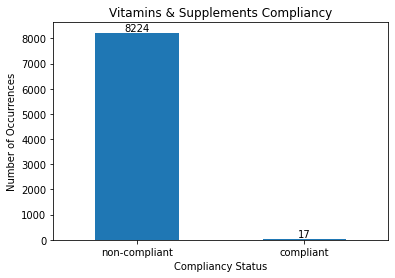 Vitamins & Supplements Compliancy
Number of Occurrences
8000
7000
6000
5000
4000
3000
2000
1000
0
8224
17
non-compliant
compliant
Compliancy Status